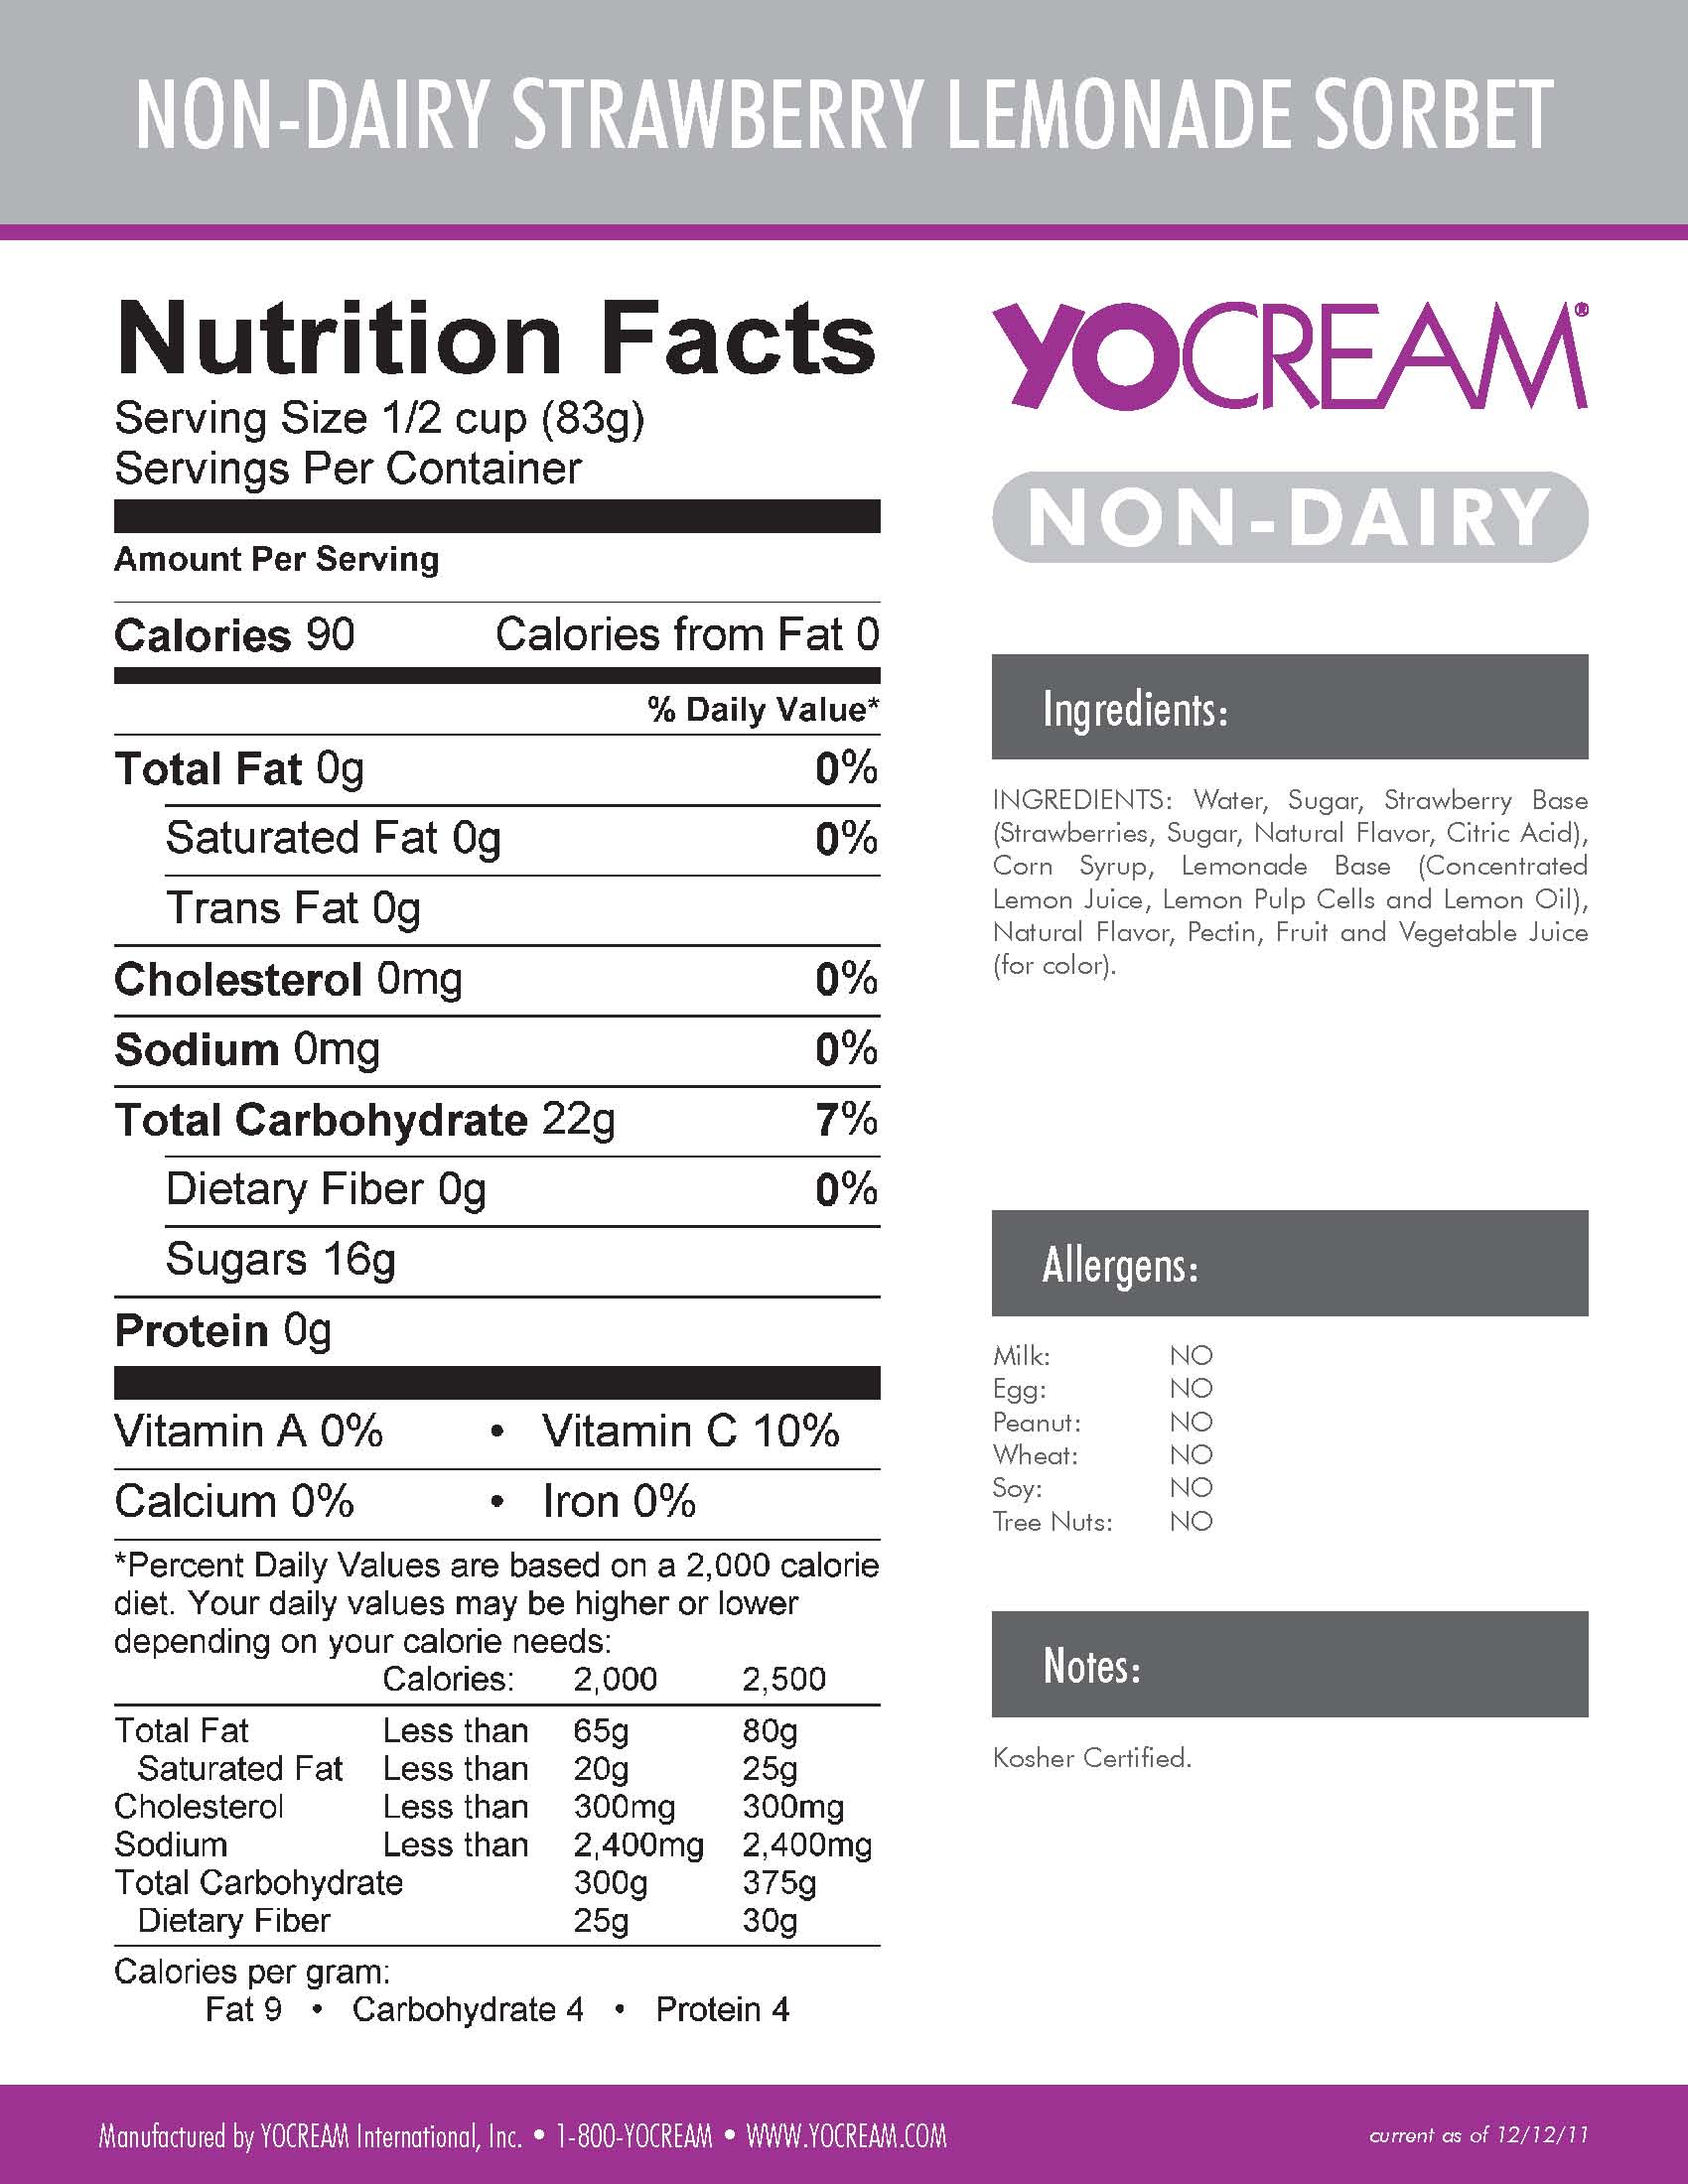 NON-DAIRY STRAWBERRY LEMONADE SORBET
Nutrition Facts
Serving Size 1/2 cup (83g)
Servings Per Container
Amount Per Serving
Calories 90 Calories from Fat 0
% Daily Value*
Total Fat 0g 0%
Saturated Fat 0g 0%
Trans Fat 0g
Cholesterol 0mg 0%
Sodium 0mg 0%
Total Carbohydrate 22g 7%
Dietary Fiber 0g 0%
Sugars 16g
Protein 0g
Vitamin A 0% • Vitamin C 10%
Calcium 0% • Iron 0%
*Percent Daily Values are based on a 2,000 calorie
diet. Your daily values may be higher or lower
depending on your calorie needs:
Calories: 2,000 2,500
Total Fat Less than 65g 80g
Saturated Fat Less than 20g 25g
Cholesterol Less than 300mg 300mg
Sodium Less than 2,400mg 2,400mg
Total Carbohydrate 300g 375g
Dietary Fiber 25g 30g
Calories per gram:
Fat 9 • Carbohydrate 4 • Protein 4
YOCREAM®
NON-DAIRY
Ingredients:
INGREDIENTS: Water, Sugar, Strawberry Base
(Strawberries, Sugar, Natural Flavor, Citric Acid),
Corn Syrup, Lemonade Base (Concentrated
Lemon Juice, Lemon Pulp Cells and Lemon Oil),
Natural Flavor, Pectin, Fruit and Vegetable Juice
(for color).
Allergens:
Milk: NO
Egg: NO
Peanut: NO
Wheat: NO
Soy: NO
Tree Nuts: NO
Notes:
Kosher Certified.
Manufactured by YOCREAM International, Inc. • 1-800-YOCREAM • WWW.YOCREAM.COM
current as of 12/12/11